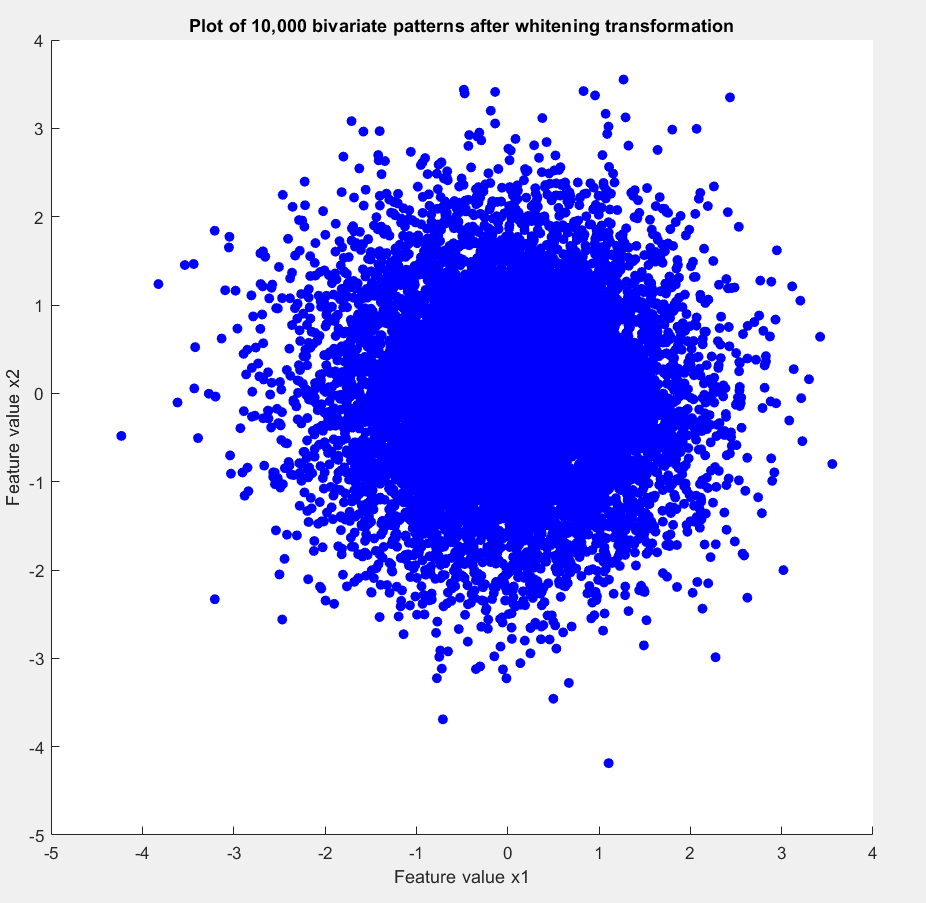 Plot of 10,000 bivariate patterns after whitening transformation
4
3
2
1
0
-1
-2
-3
-4
-5
Feature value x2
-5 -4 -3 -2 -1 0 1 2 3 4
Feature value x1